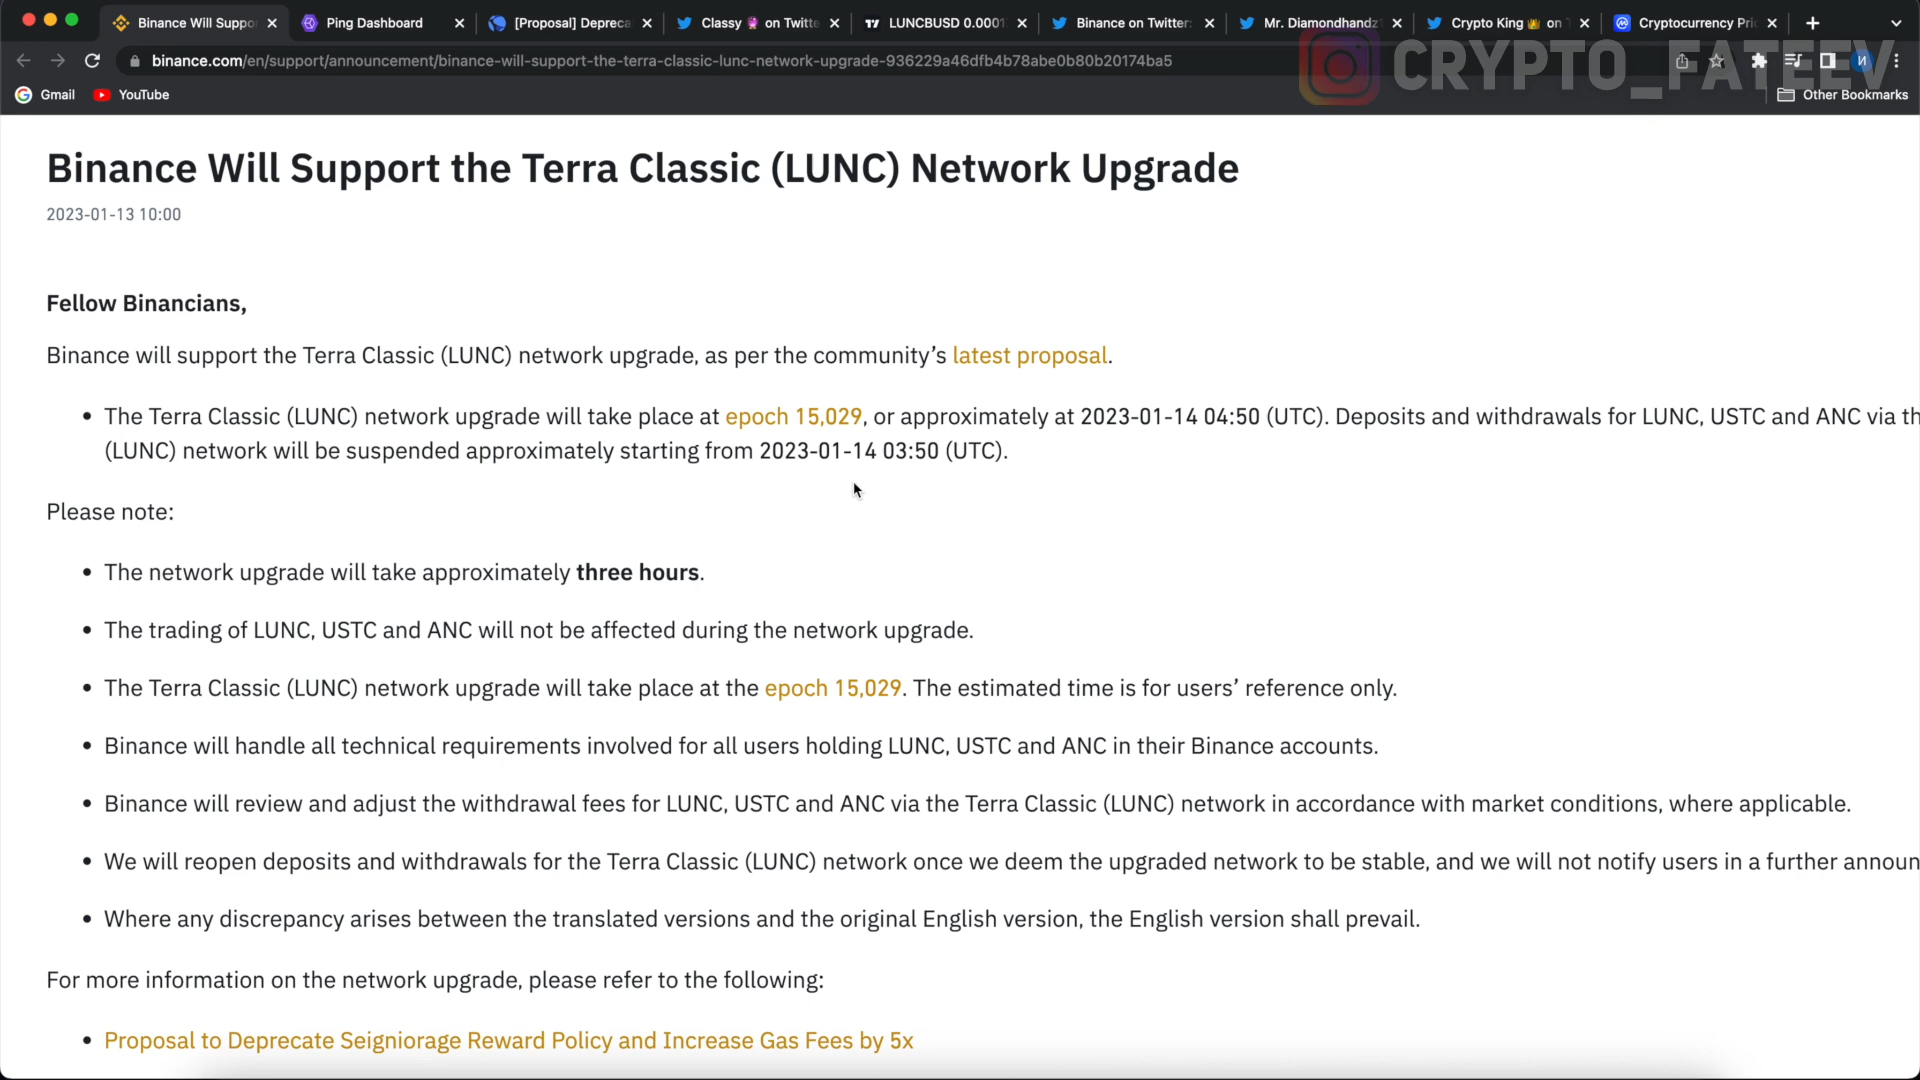 Binance Will Suppo
Ping Dashboard
[Proposal] Depreca
Classy 🔮 on Twitte
LUNCBUSD 0.0001
Binance on Twitter:
Mr. Diamondhandz
Crypto King 👑 on
Cryptocurrency Pri
binance.com/en/support/announcement/binance-will-support-the-terra-classic-lunc-network-upgrade-936229a46dfb4b78abe0b80b20174ba5
CRYPTO_FATEEV
И
Gmail
YouTube
Other Bookmarks
Binance Will Support the Terra Classic (LUNC) Network Upgrade
2023-01-13 10:00
Fellow Binancians,
Binance will support the Terra Classic (LUNC) network upgrade, as per the community’s latest proposal.
• The Terra Classic (LUNC) network upgrade will take place at epoch 15,029, or approximately at 2023-01-14 04:50 (UTC). Deposits and withdrawals for LUNC, USTC and ANC via th
(LUNC) network will be suspended approximately starting from 2023-01-14 03:50 (UTC).
Please note:
• The network upgrade will take approximately three hours.
• The trading of LUNC, USTC and ANC will not be affected during the network upgrade.
• The Terra Classic (LUNC) network upgrade will take place at the epoch 15,029. The estimated time is for users’ reference only.
• Binance will handle all technical requirements involved for all users holding LUNC, USTC and ANC in their Binance accounts.
• Binance will review and adjust the withdrawal fees for LUNC, USTC and ANC via the Terra Classic (LUNC) network in accordance with market conditions, where applicable.
• We will reopen deposits and withdrawals for the Terra Classic (LUNC) network once we deem the upgraded network to be stable, and we will not notify users in a further announ
• Where any discrepancy arises between the translated versions and the original English version, the English version shall prevail.
For more information on the network upgrade, please refer to the following:
• Proposal to Deprecate Seigniorage Reward Policy and Increase Gas Fees by 5x